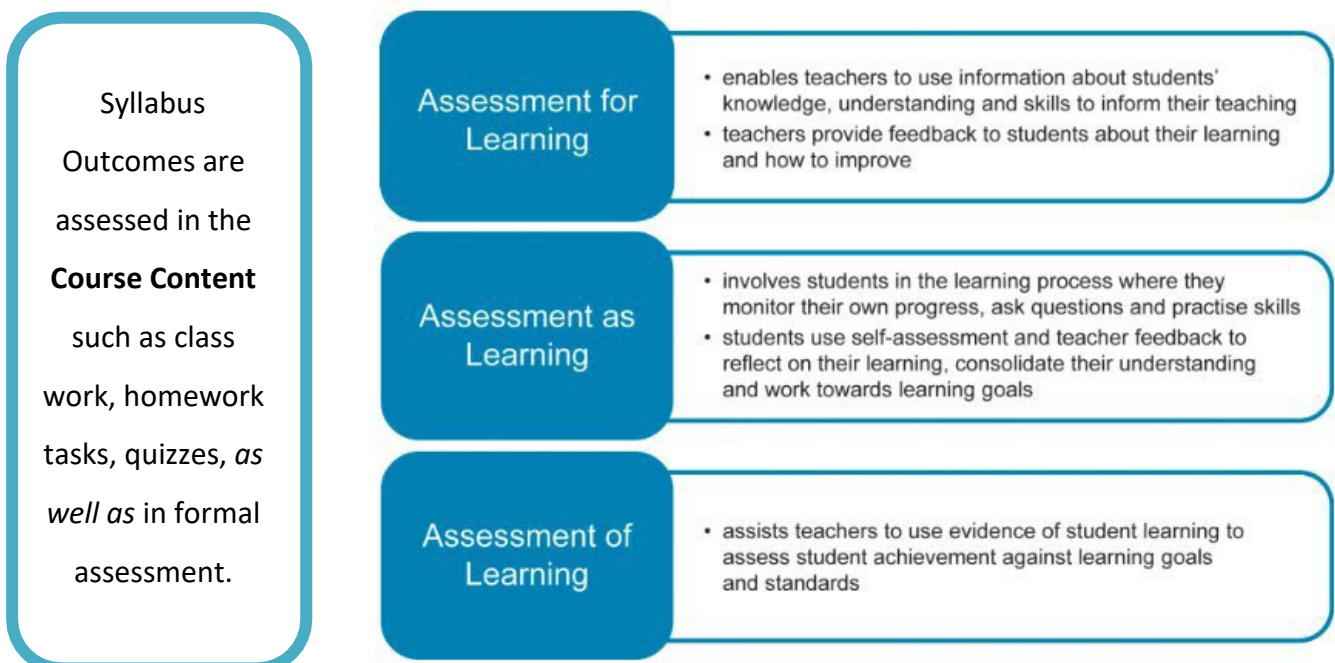 Syllabus
Outcomes are
assessed in the
Course Content
such as class
work, homework
tasks, quizzes, as
well as in formal
assessment.
Assessment for
Learning
• enables teachers to use information about students'
knowledge, understanding and skills to inform their teaching
• teachers provide feedback to students about their learning
and how to improve
Assessment as
Learning
• involves students in the learning process where they
monitor their own progress, ask questions and practise skills
• students use self-assessment and teacher feedback to
reflect on their learning, consolidate their understanding
and work towards learning goals
Assessment of
Learning
• assists teachers to use evidence of student learning to
assess student achievement against learning goals
and standards